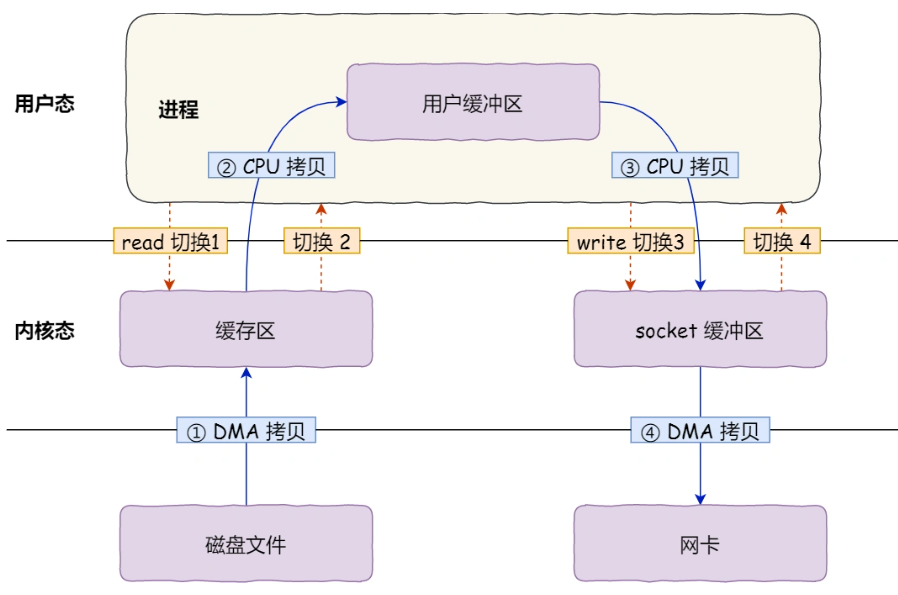 用户态
进程
用户缓冲区
② CPU 拷贝
③ CPU 拷贝
read 切换1
切换 2
write 切换3
切换 4
内核态
缓存区
socket 缓冲区
① DMA 拷贝
④ DMA 拷贝
磁盘文件
网卡